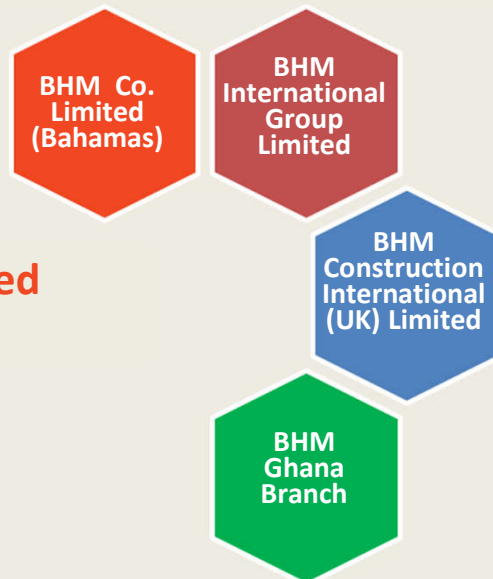 BHM Co.
Limited
(Bahamas)
BHM
International
Group
Limited
BHM
Construction
International
(UK) Limited
ed
BHM
Ghana
Branch